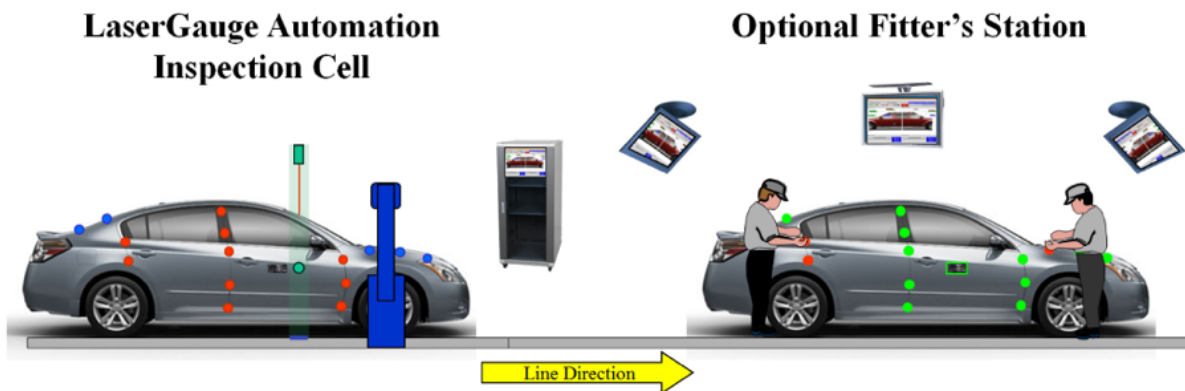 LaserGauge Automation
Inspection Cell
Optional Fitter's Station
Line Direction